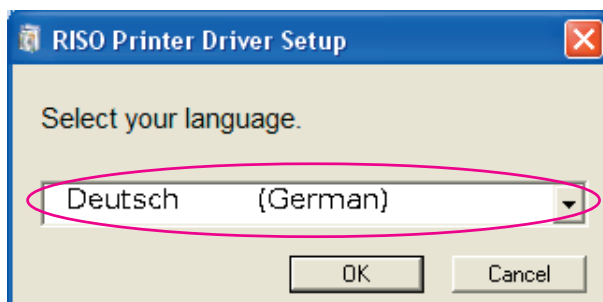 RISO Printer Driver Setup
Select your language.
Deutsch (German)
OK Cancel